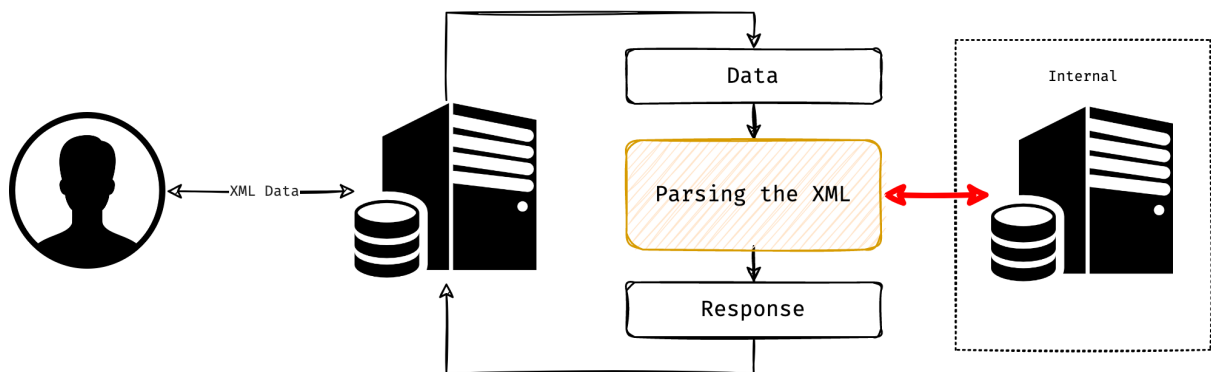 Data
Internal
XML Data
Parsing the XML
Response